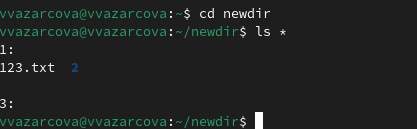 vvazarcova@vvazarcova:~$ cd newdir
vvazarcova@vvazarcova:~/newdir$ ls *
1:
123.txt  2

3:
vvazarcova@vvazarcova:~/newdir$